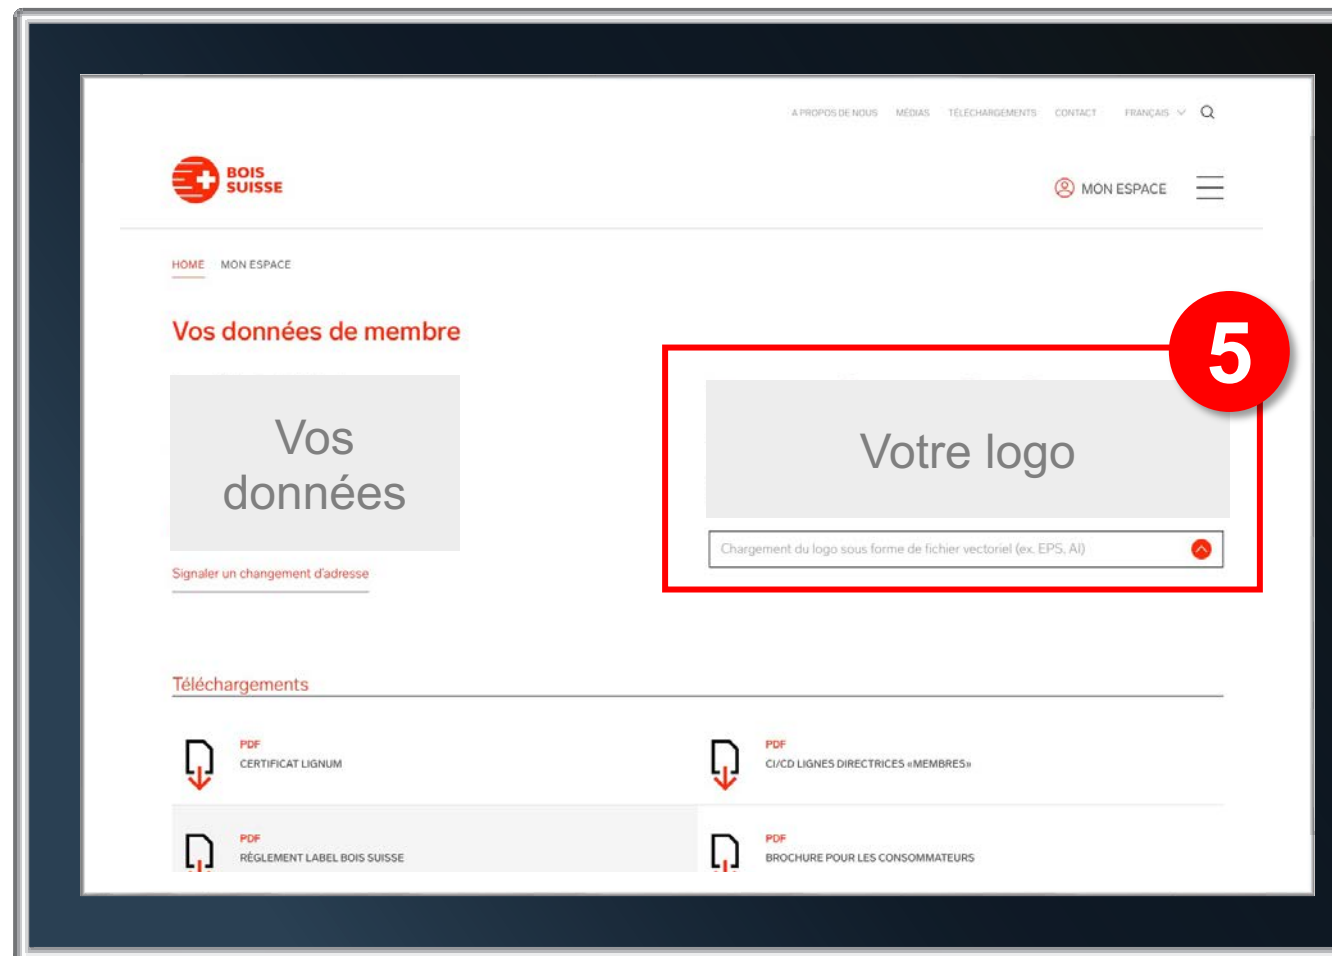 A PROPOS DE NOUS MÉDIAS TÉLÉCHARGEMENTS CONTACT FRANÇAIS
BOIS
SUISSE
MON ESPACE
HOME MON ESPACE
Vos données de membre
5
Vos
données
Votre logo
Chargement du logo sous forme de fichier vectoriel (ex. EPS, AI)
Signaler un changement d'adresse
Téléchargements
PDF
CERTIFICAT LIGNUM
PDF
CI/CD LIGNES DIRECTRICES «MEMBRES»
PDF
RÈGLEMENT LABEL BOIS SUISSE
PDF
BROCHURE POUR LES CONSOMMATEURS